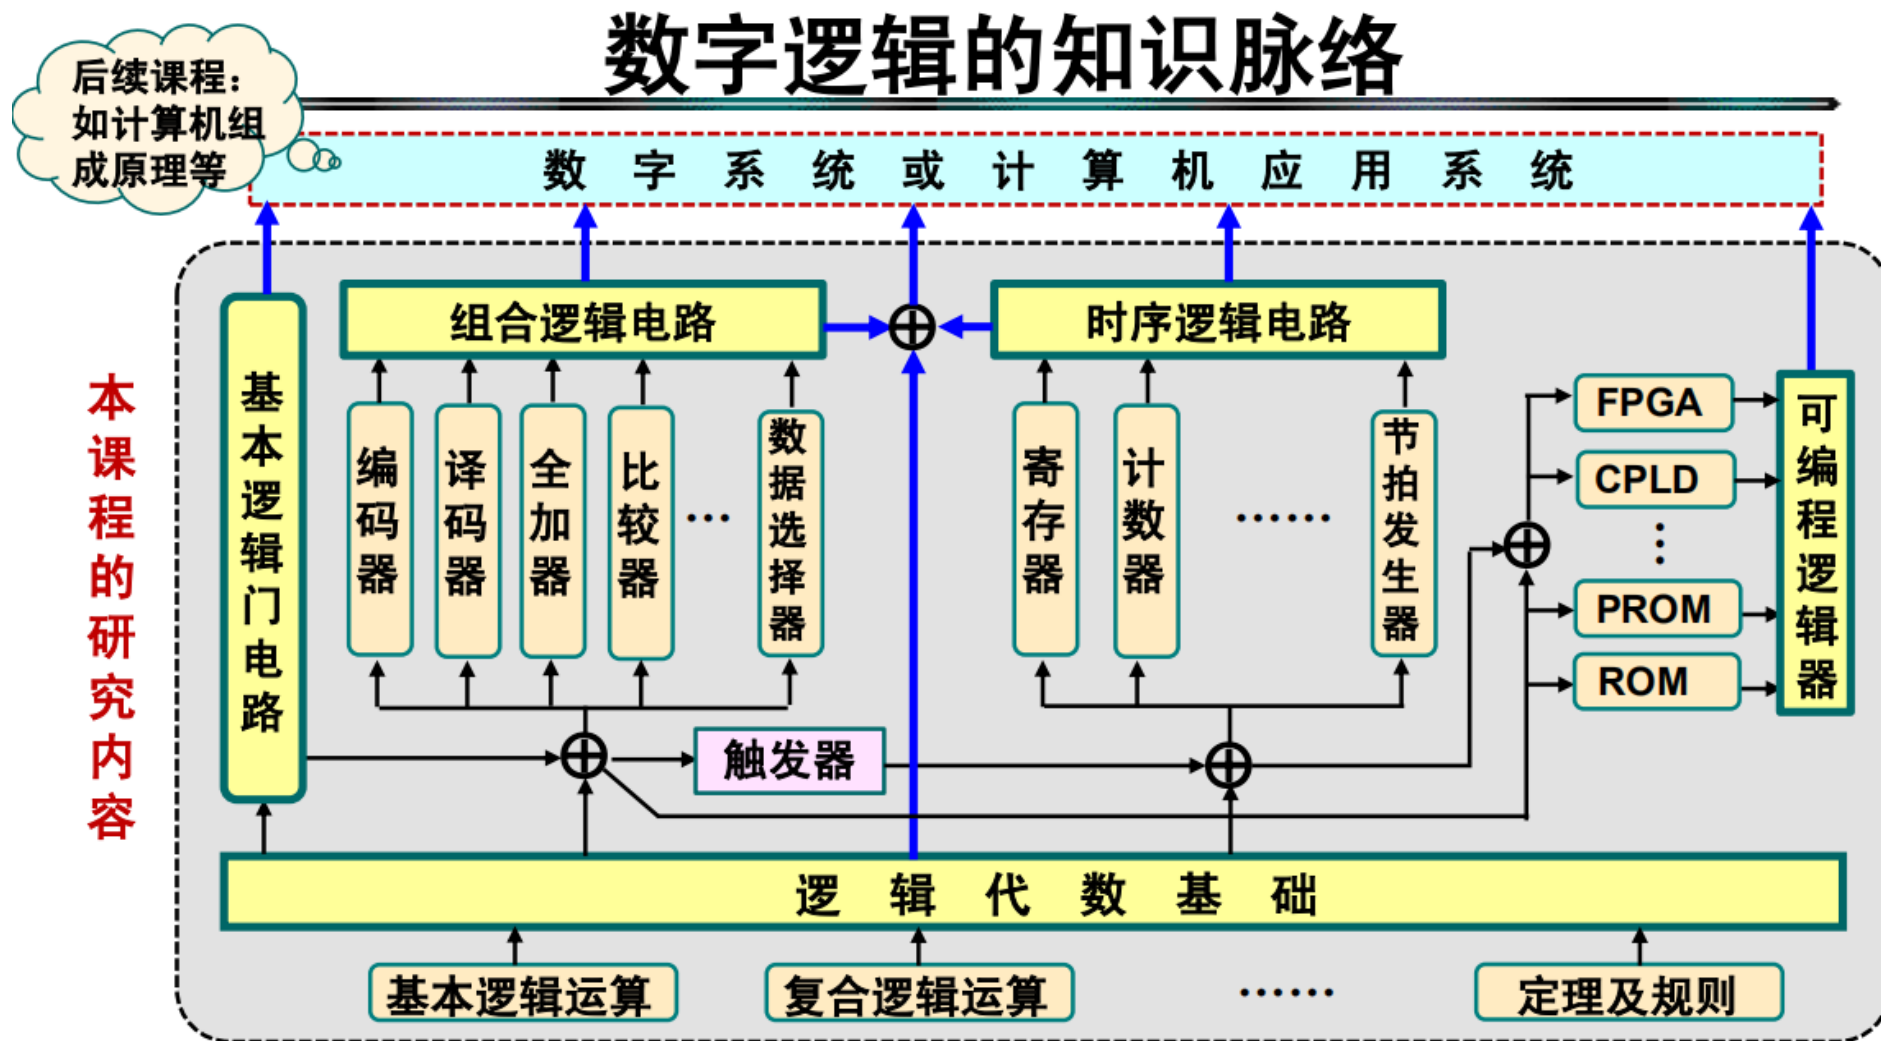 数字逻辑的知识脉络
后续课程：
如计算机组
成原理等
数字系统或计算机应用系统
本课程的研究内容
基本逻辑门电路
组合逻辑电路
时序逻辑电路
编码器
译码器
全加器
比较器
…
数据选择器
寄存器
计数器
……
节拍发生器
FPGA
CPLD
⋮
PROM
ROM
可编程逻辑器
触发器
逻辑代数基础
基本逻辑运算
复合逻辑运算
……
定理及规则